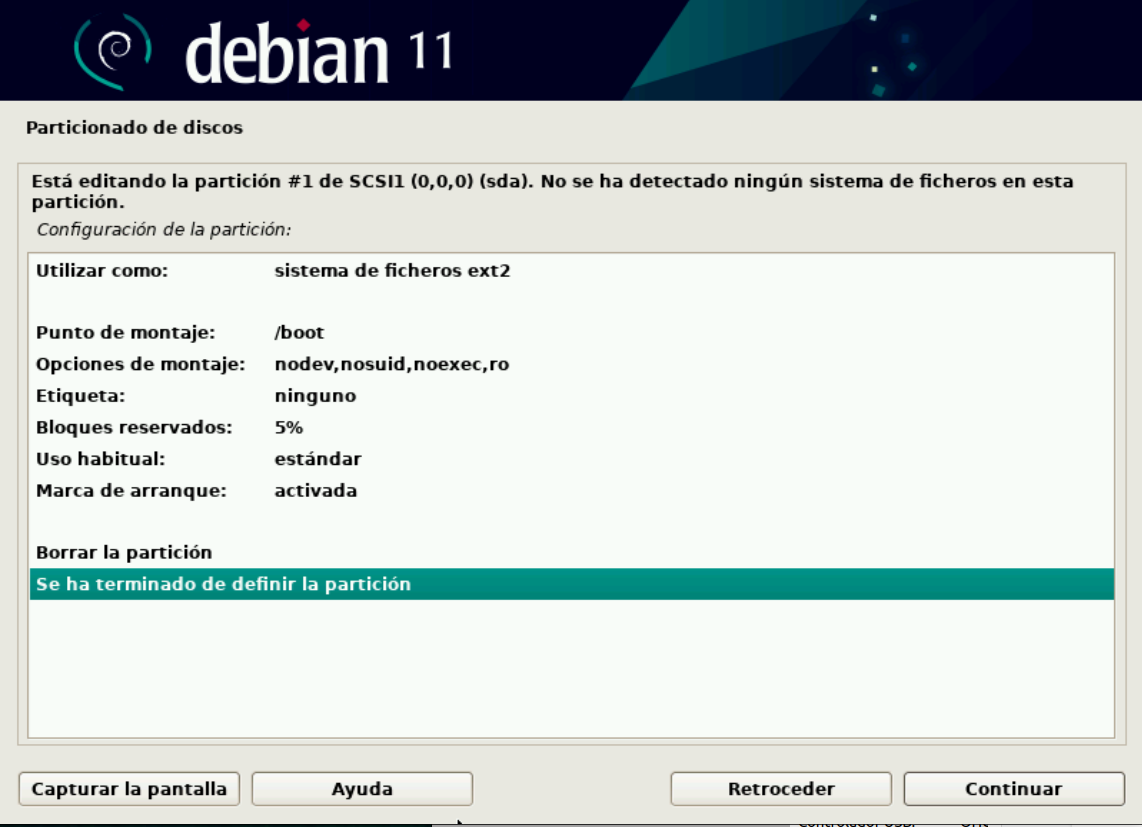 debian 11
Particionado de discos
Está editando la partición #1 de SCSI1 (0,0,0) (sda). No se ha detectado ningún sistema de ficheros en esta
partición.
Configuración de la partición:
Utilizar como: sistema de ficheros ext2
Punto de montaje: /boot
Opciones de montaje: nodev,nosuid,noexec,ro
Etiqueta: ninguno
Bloques reservados: 5%
Uso habitual: estándar
Marca de arranque: activada
Borrar la partición
Se ha terminado de definir la partición
Capturar la pantalla Ayuda Retroceder Continuar